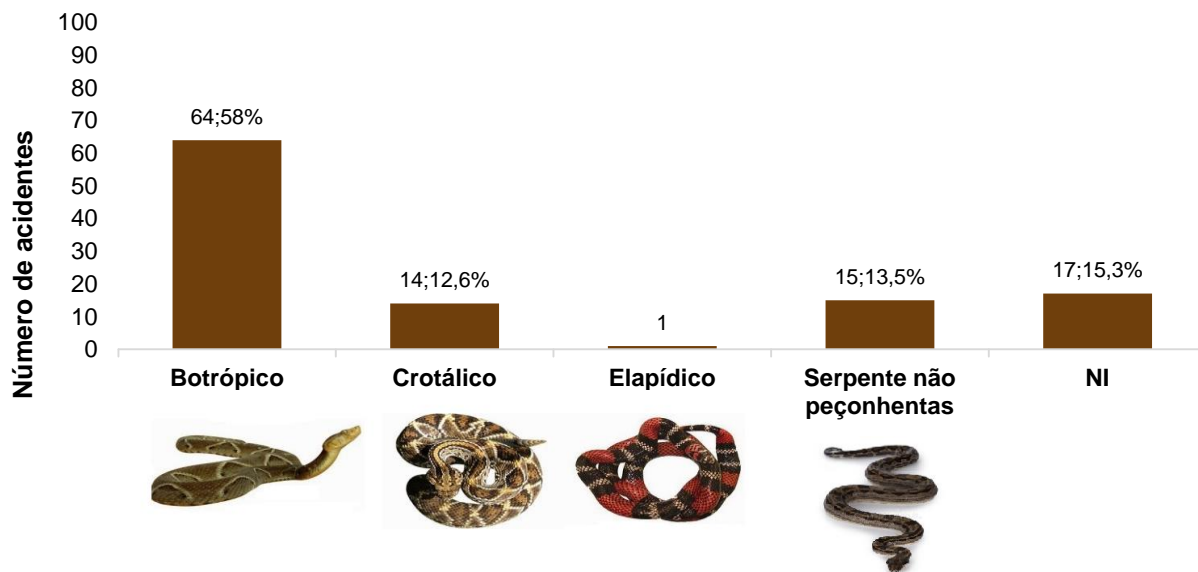 Número de acidentes
100
90
80
70
60
50
40
30
20
10
0
64;58%
14;12,6%
1
15;13,5%
17;15,3%
Botrópico
Crotálico
Elapídico
Serpente não
peçonhentas
NI